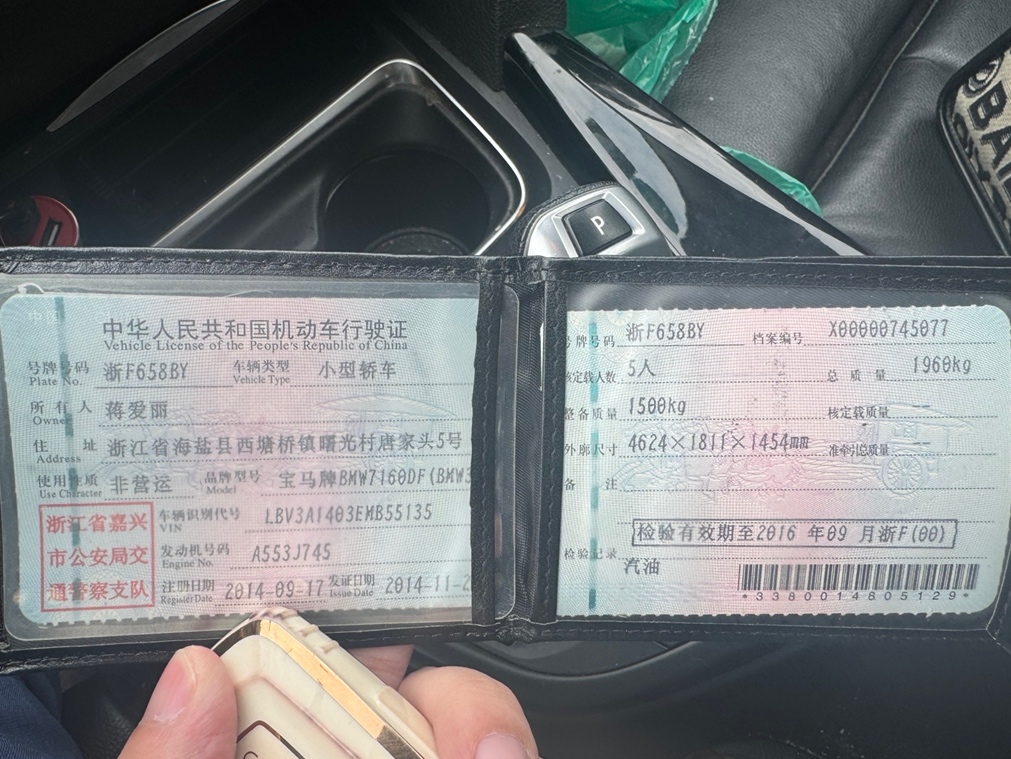 P
BA
中华人民共和国机动车行驶证
Vehicle License of the People's Republic of China
号牌号码 浙F658BY 车辆类型 小型轿车
Plate No. Vehicle Type
所有人 蒋爱丽
Owner
住址 浙江省海盐县西塘桥镇曙光村唐家头5号
Address
使用性质 非营运 品牌型号 宝马牌BMW7160DF(BMW3
Use Character Model
浙江省嘉兴
市公安局交
通警察支队
车辆识别代号 LBV3A1403EMB55135
VIN
发动机号码 A553J745
Engine No.
注册日期 2014-09-17 发证日期 2014-11-2
Register Date Issue Date
号牌号码 浙F658BY 档案编号 X00000745077
核定载人数 5人 总质量 1960kg
整备质量 1500kg 核定载质量 --
外廓尺寸 4624×1811×1454mm 准牵引总质量 --
备注
检验有效期至2016 年09 月浙F(00)
检验记录
汽油
*3380014805129*